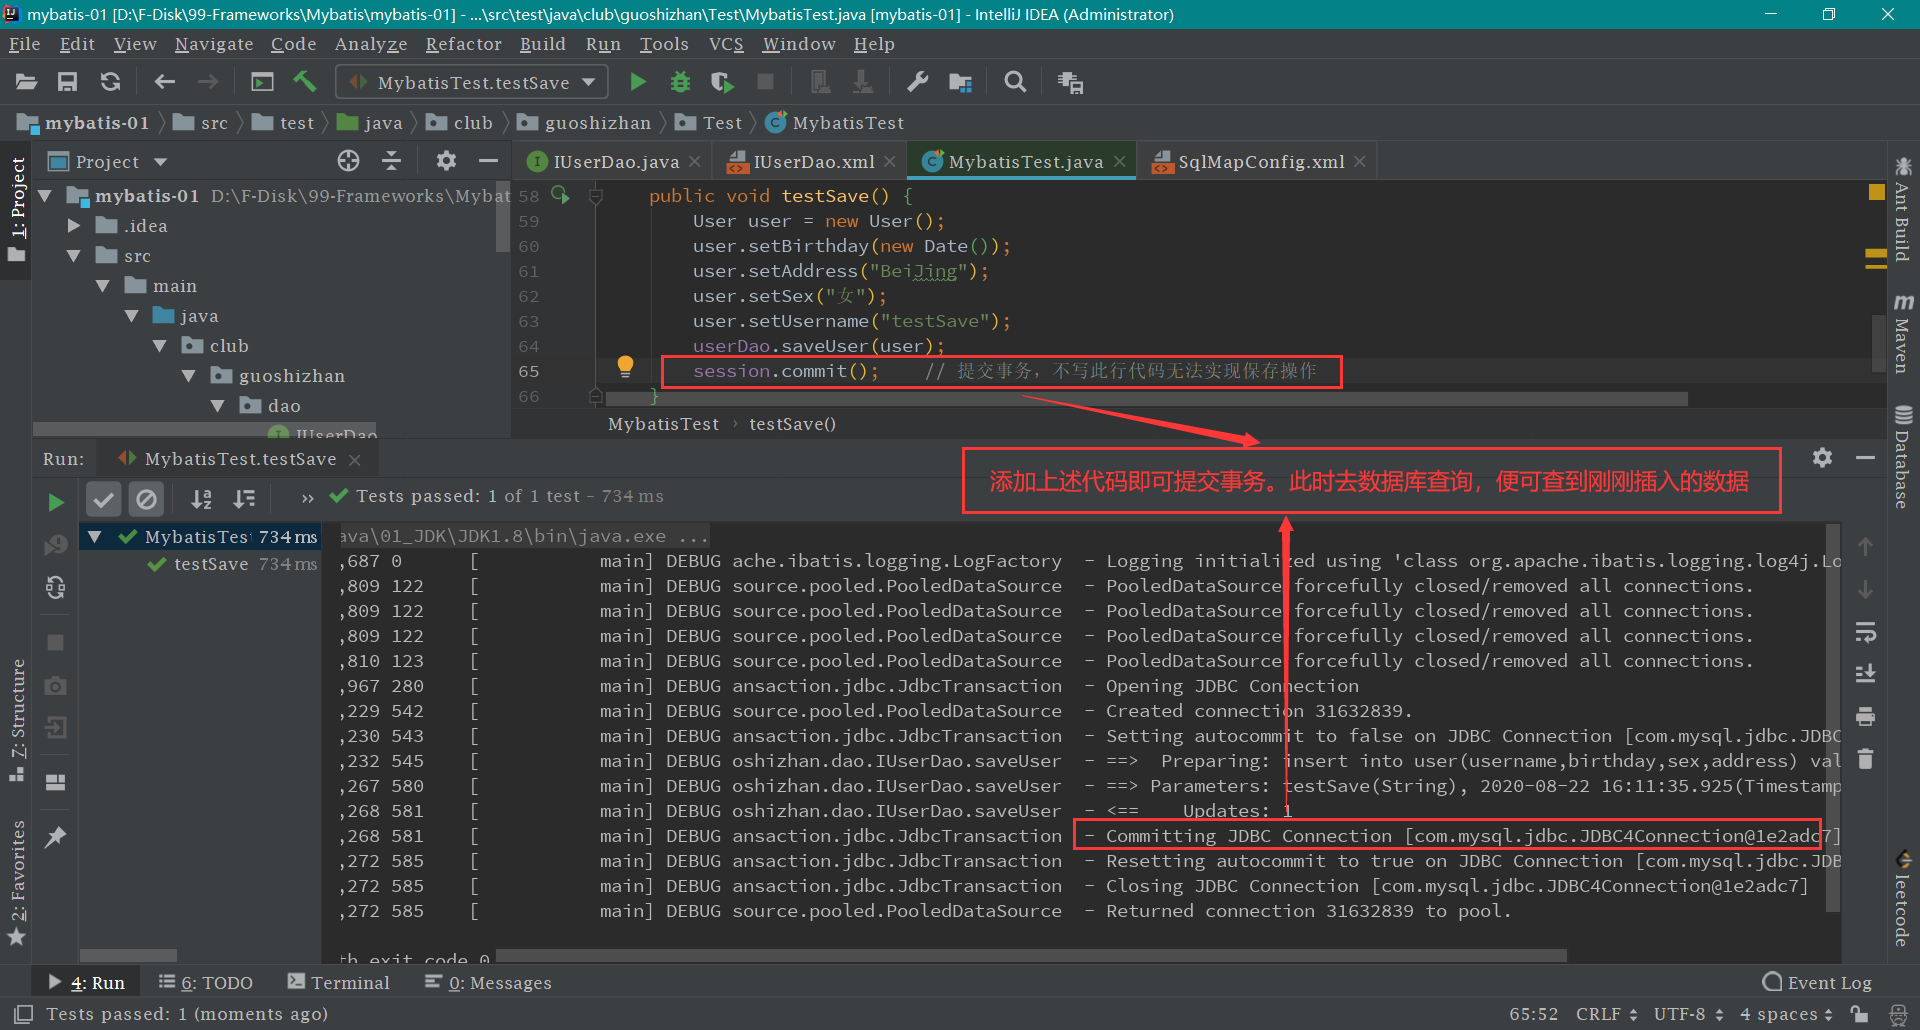 mybatis-01 [D:\F-Disk\99-Frameworks\Mybatis\mybatis-01] - ...\src\test\java\club\guoshizhan\Test\MybatisTest.java [mybatis-01] - IntelliJ IDEA (Administrator)
File Edit View Navigate Code Analyze Refactor Build Run Tools VCS Window Help
MybatisTest.testSave
mybatis-01 src test java club guoshizhan Test MybatisTest
1: Project
Project
IUserDao.java
IUserDao.xml
MybatisTest.java
SqlMapConfig.xml
mybatis-01 D:\F-Disk\99-Frameworks\Mybat
.idea
src
main
java
club
guoshizhan
dao
IUserDao
58 public void testSave() {
59 User user = new User();
60 user.setBirthday(new Date());
61 user.setAddress("BeiJing");
62 user.setSex("女");
63 user.setUsername("testSave");
64 userDao.saveUser(user);
65 session.commit(); // 提交事务，不写此行代码无法实现保存操作
66 }
MybatisTest › testSave()
Ant Build
Maven
Database
leetcode
Run: MybatisTest.testSave
添加上述代码即可提交事务。此时去数据库查询，便可查到刚刚插入的数据
» Tests passed: 1 of 1 test – 734 ms
MybatisTes 734 ms
testSave 734 ms
ava\01_JDK\JDK1.8\bin\java.exe ...
,687 0 [ main] DEBUG ache.ibatis.logging.LogFactory - Logging initialized using 'class org.apache.ibatis.logging.log4j.Lo
,809 122 [ main] DEBUG source.pooled.PooledDataSource - PooledDataSource forcefully closed/removed all connections.
,809 122 [ main] DEBUG source.pooled.PooledDataSource - PooledDataSource forcefully closed/removed all connections.
,809 122 [ main] DEBUG source.pooled.PooledDataSource - PooledDataSource forcefully closed/removed all connections.
,810 123 [ main] DEBUG source.pooled.PooledDataSource - PooledDataSource forcefully closed/removed all connections.
,967 280 [ main] DEBUG ansaction.jdbc.JdbcTransaction - Opening JDBC Connection
,229 542 [ main] DEBUG source.pooled.PooledDataSource - Created connection 31632839.
,230 543 [ main] DEBUG ansaction.jdbc.JdbcTransaction - Setting autocommit to false on JDBC Connection [com.mysql.jdbc.JDBC
,232 545 [ main] DEBUG oshizhan.dao.IUserDao.saveUser - ==> Preparing: insert into user(username,birthday,sex,address) val
,267 580 [ main] DEBUG oshizhan.dao.IUserDao.saveUser - ==> Parameters: testSave(String), 2020-08-22 16:11:35.925(Timestamp
,268 581 [ main] DEBUG oshizhan.dao.IUserDao.saveUser - <== Updates: 1
,268 581 [ main] DEBUG ansaction.jdbc.JdbcTransaction - Committing JDBC Connection [com.mysql.jdbc.JDBC4Connection@1e2adc7]
,272 585 [ main] DEBUG ansaction.jdbc.JdbcTransaction - Resetting autocommit to true on JDBC Connection [com.mysql.jdbc.JDB
,272 585 [ main] DEBUG ansaction.jdbc.JdbcTransaction - Closing JDBC Connection [com.mysql.jdbc.JDBC4Connection@1e2adc7]
,272 585 [ main] DEBUG source.pooled.PooledDataSource - Returned connection 31632839 to pool.
th exit code 0
7: Structure
2: Favorites
4: Run 6: TODO Terminal 0: Messages Event Log
Tests passed: 1 (moments ago) 65:52 CRLF UTF-8 4 spaces